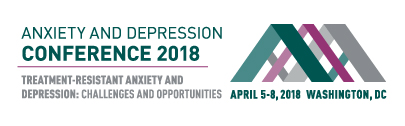 ANXIETY AND DEPRESSION
CONFERENCE 2018
TREATMENT-RESISTANT ANXIETY AND
DEPRESSION: CHALLENGES AND OPPORTUNITIES
APRIL 5-8, 2018 WASHINGTON, DC